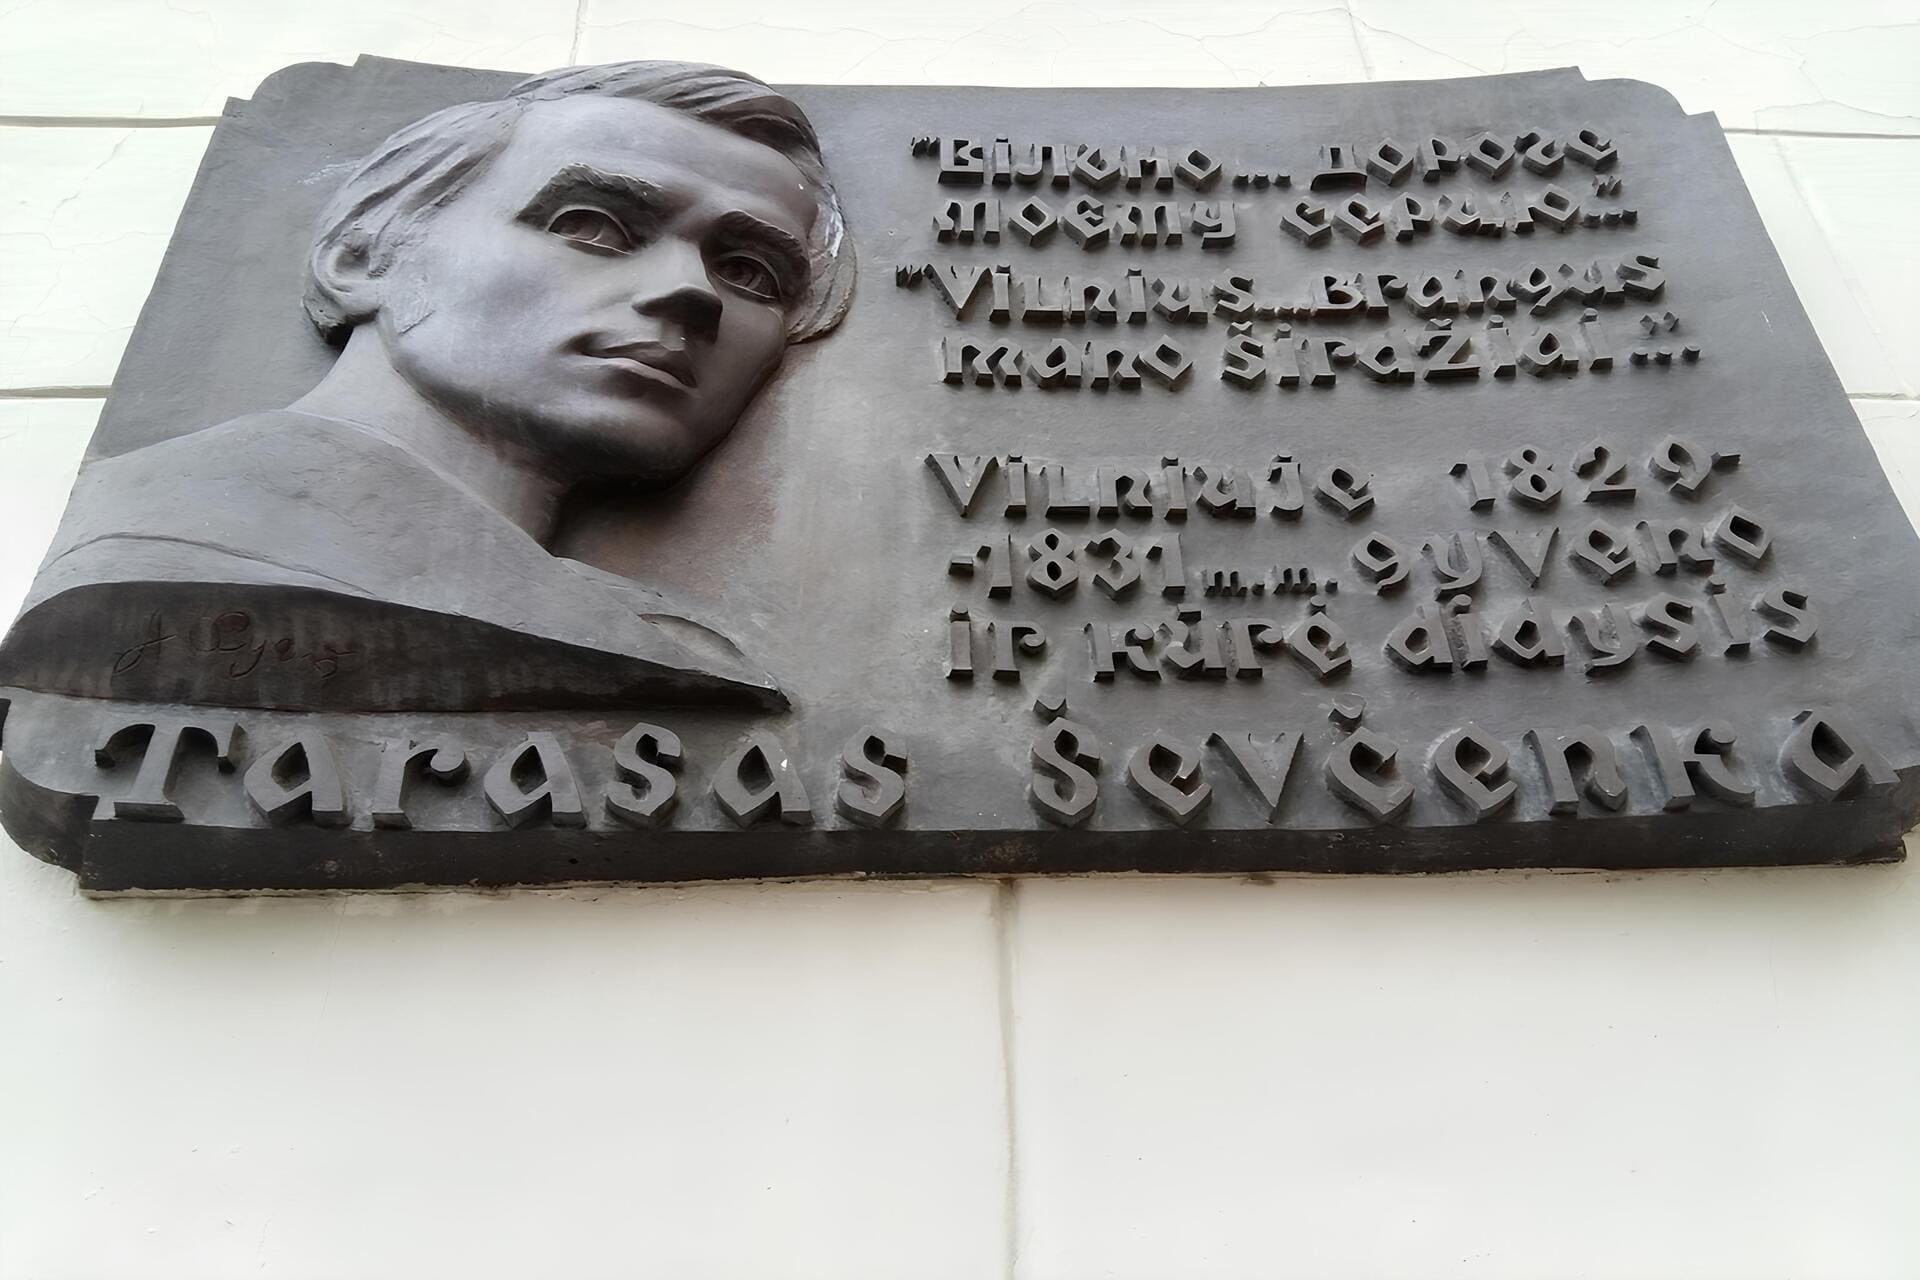 "Вільно... дороге
моєму серцю..."
"Vilnius... Brangus
mano širdžiai..."
Vilniuje 1829-
-1831 m.m. gyveno
ir kūrė didysis
Tarasas Ševčenka